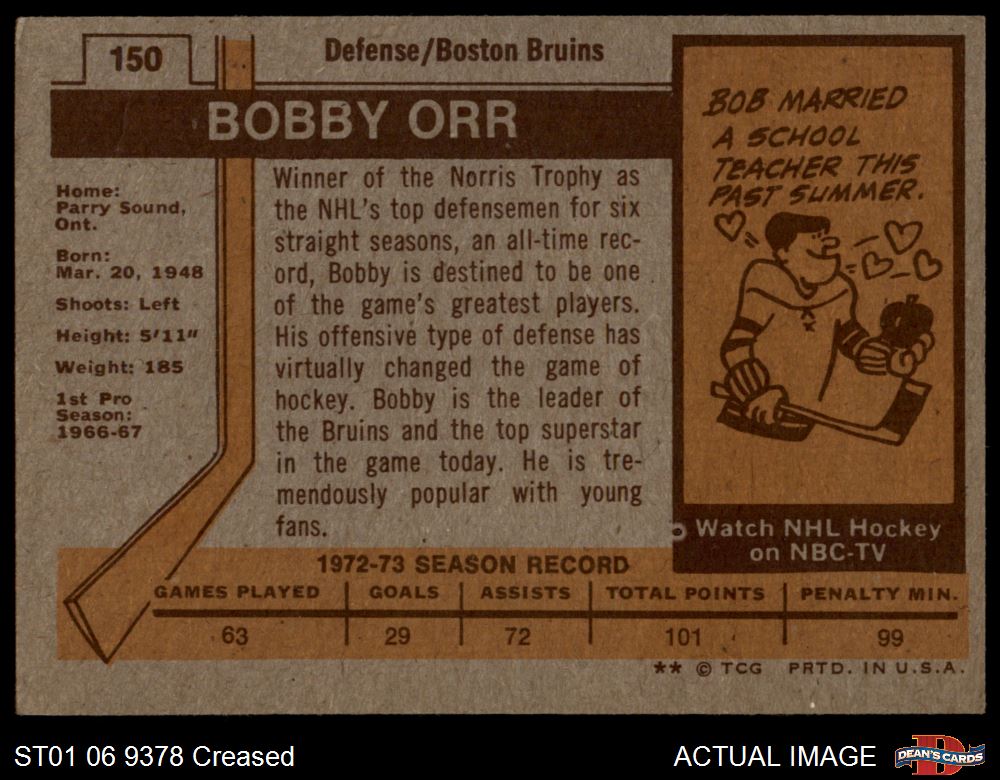 150
Defense/Boston Bruins
BOBBY ORR
Home:
Parry Sound,
Ont.
Born:
Mar. 20, 1948
Shoots: Left
Height: 5'11"
Weight: 185
1st Pro
Season:
1966-67
Winner of the Norris Trophy as
the NHL's top defensemen for six
straight seasons, an all-time rec-
ord, Bobby is destined to be one
of the game's greatest players.
His offensive type of defense has
virtually changed the game of
hockey. Bobby is the leader of
the Bruins and the top superstar
in the game today. He is tre-
mendously popular with young
fans.
BOB MARRIED
A SCHOOL
TEACHER THIS
PAST SUMMER.
Watch NHL Hockey
on NBC-TV
1972-73 SEASON RECORD
GAMES PLAYED GOALS ASSISTS TOTAL POINTS PENALTY MIN.
63 29 72 101 99
** © TCG PRTD. IN U.S.A.
ST01 06 9378 Creased
ACTUAL IMAGE
D
DEAN'S CARDS